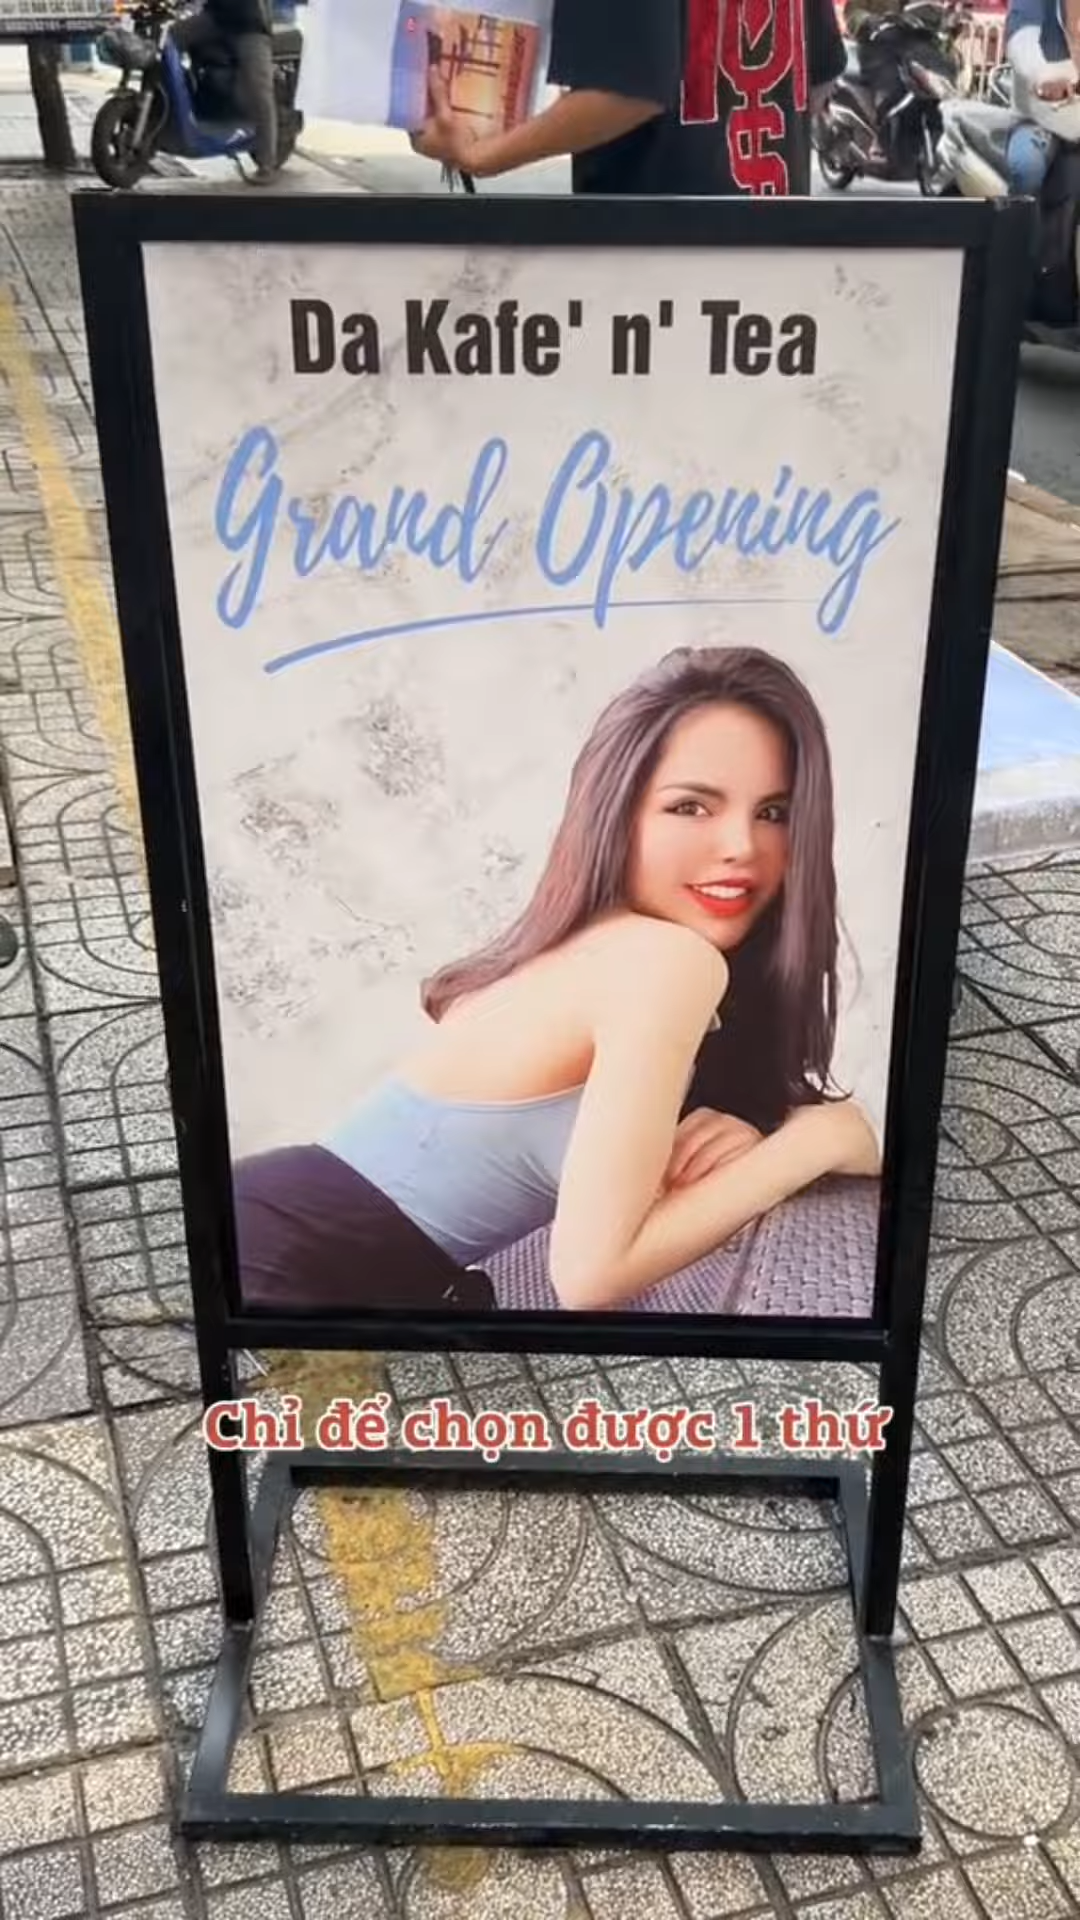 Da Kafe' n' Tea
Grand Opening
Chỉ để chọn được 1 thứ